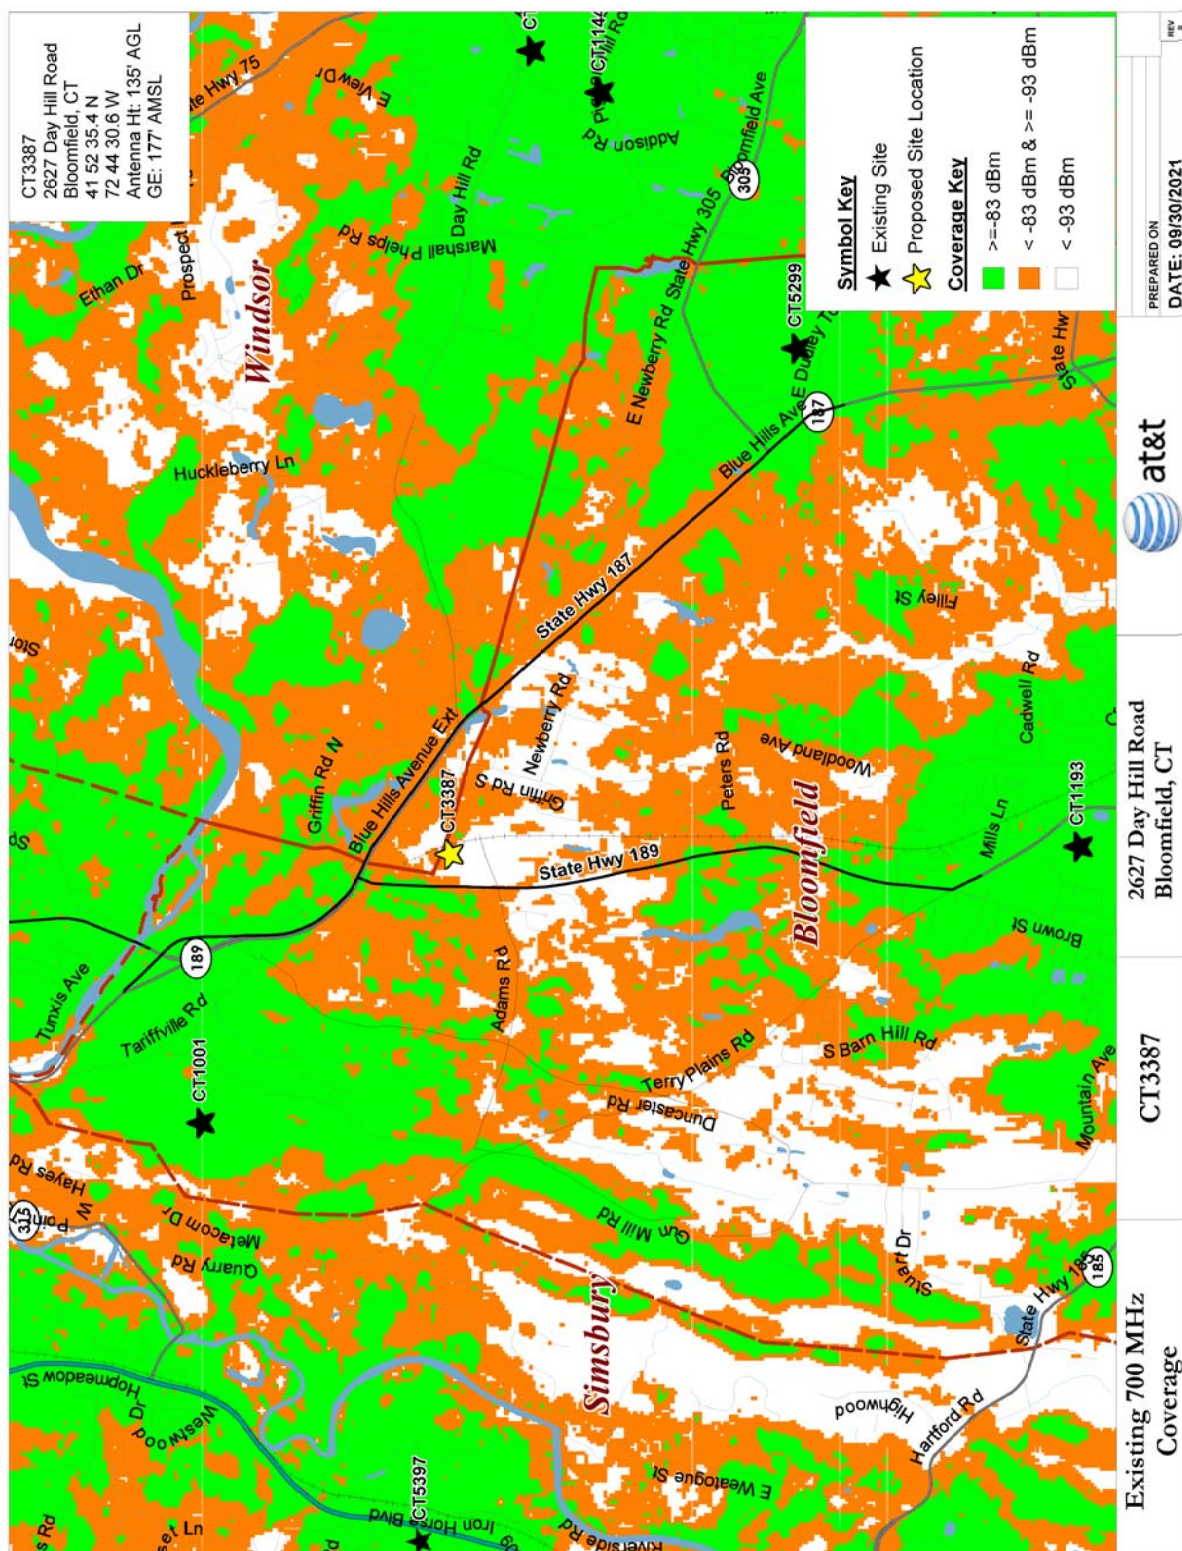 CT3387
2627 Day Hill Road
Bloomfield, CT
41 52 35.4 N
72 44 30.6 W
Antenna Ht: 135' AGL
GE: 177' AMSL
Hayes Rd
315
W
Metacom Dr
Quarry Rd
Hopmeadow St
Westwood Dr
CT5397
Iron Horse Blvd
Riverside Rd
Tunxis Ave
189
Tariffville Rd
CT1001
Griffin Rd N
Blue Hills Avenue Ext
CT3387
Huckleberry Ln
Windsor
Ethan Dr
E View Dr
Marshall Phelps Rd
Day Hill Rd
CT1144
Addison Rd
305
Bloomfield Ave
State Hwy 305
E Newberry Rd
CT5299
E Dudley
187
Blue Hills Ave
State Hwy 187
Newberry Rd
Griffin Rd S
State Hwy 189
Adams Rd
Peters Rd
Woodland Ave
Bloomfield
Filley St
Cadwell Rd
Mills Ln
CT1193
Brown St
S Barn Hill Rd
Terry Plains Rd
Duncaster Rd
Mountain Ave
Gun Mill Rd
Simsbury
Stuart Dr
State Hwy 185
185
Highwood
Hartford Rd
E Weatogue St
Symbol Key
Existing Site
Proposed Site Location
Coverage Key
>=-83 dBm
< -83 dBm & >= -93 dBm
< -93 dBm
Existing 700 MHz
Coverage
CT3387
2627 Day Hill Road
Bloomfield, CT
at&t
PREPARED ON
DATE: 09/30/2021
REV